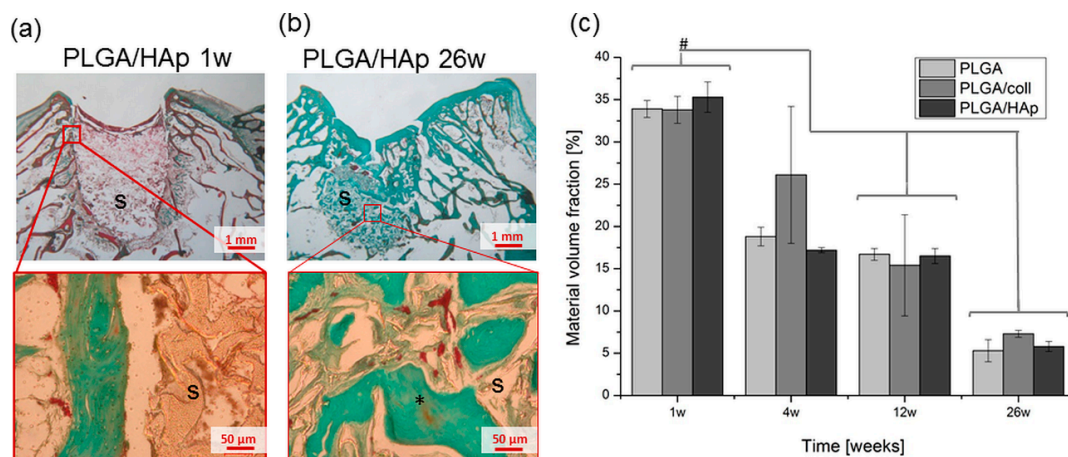 (a)
PLGA/HAp 1w
S
1 mm
S
50 µm
(b)
PLGA/HAp 26w
S
1 mm
S
*
50 µm
(c)
#
PLGA
PLGA/coll
PLGA/HAp
Material volume fraction [%]
40
35
30
25
20
15
10
5
0
1w 4w 12w 26w
Time [weeks]